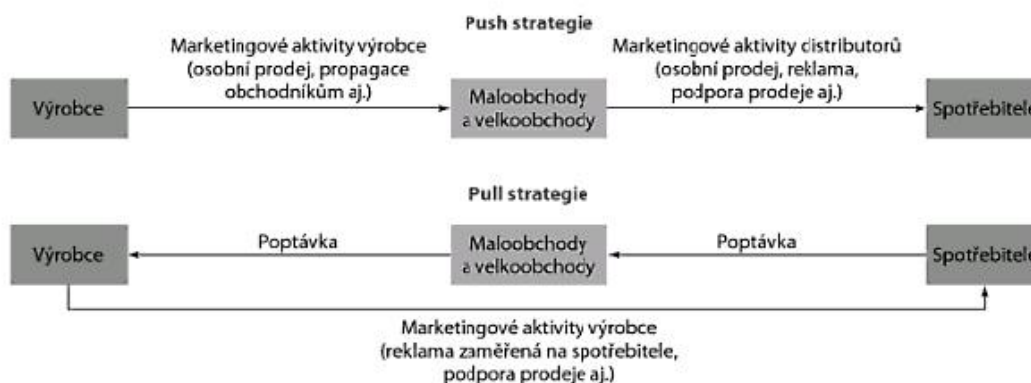 Push strategie
Marketingové aktivity výrobce
(osobní prodej, propagace
obchodníkům aj.)
Marketingové aktivity distributorů
(osobní prodej, reklama,
podpora prodeje aj.)
Výrobce
Maloobchody
a velkoobchody
Spotřebitelé
Pull strategie
Výrobce
Poptávka
Maloobchody
a velkoobchody
Poptávka
Spotřebitelé
Marketingové aktivity výrobce
(reklama zaměřená na spotřebitele,
podpora prodeje aj.)